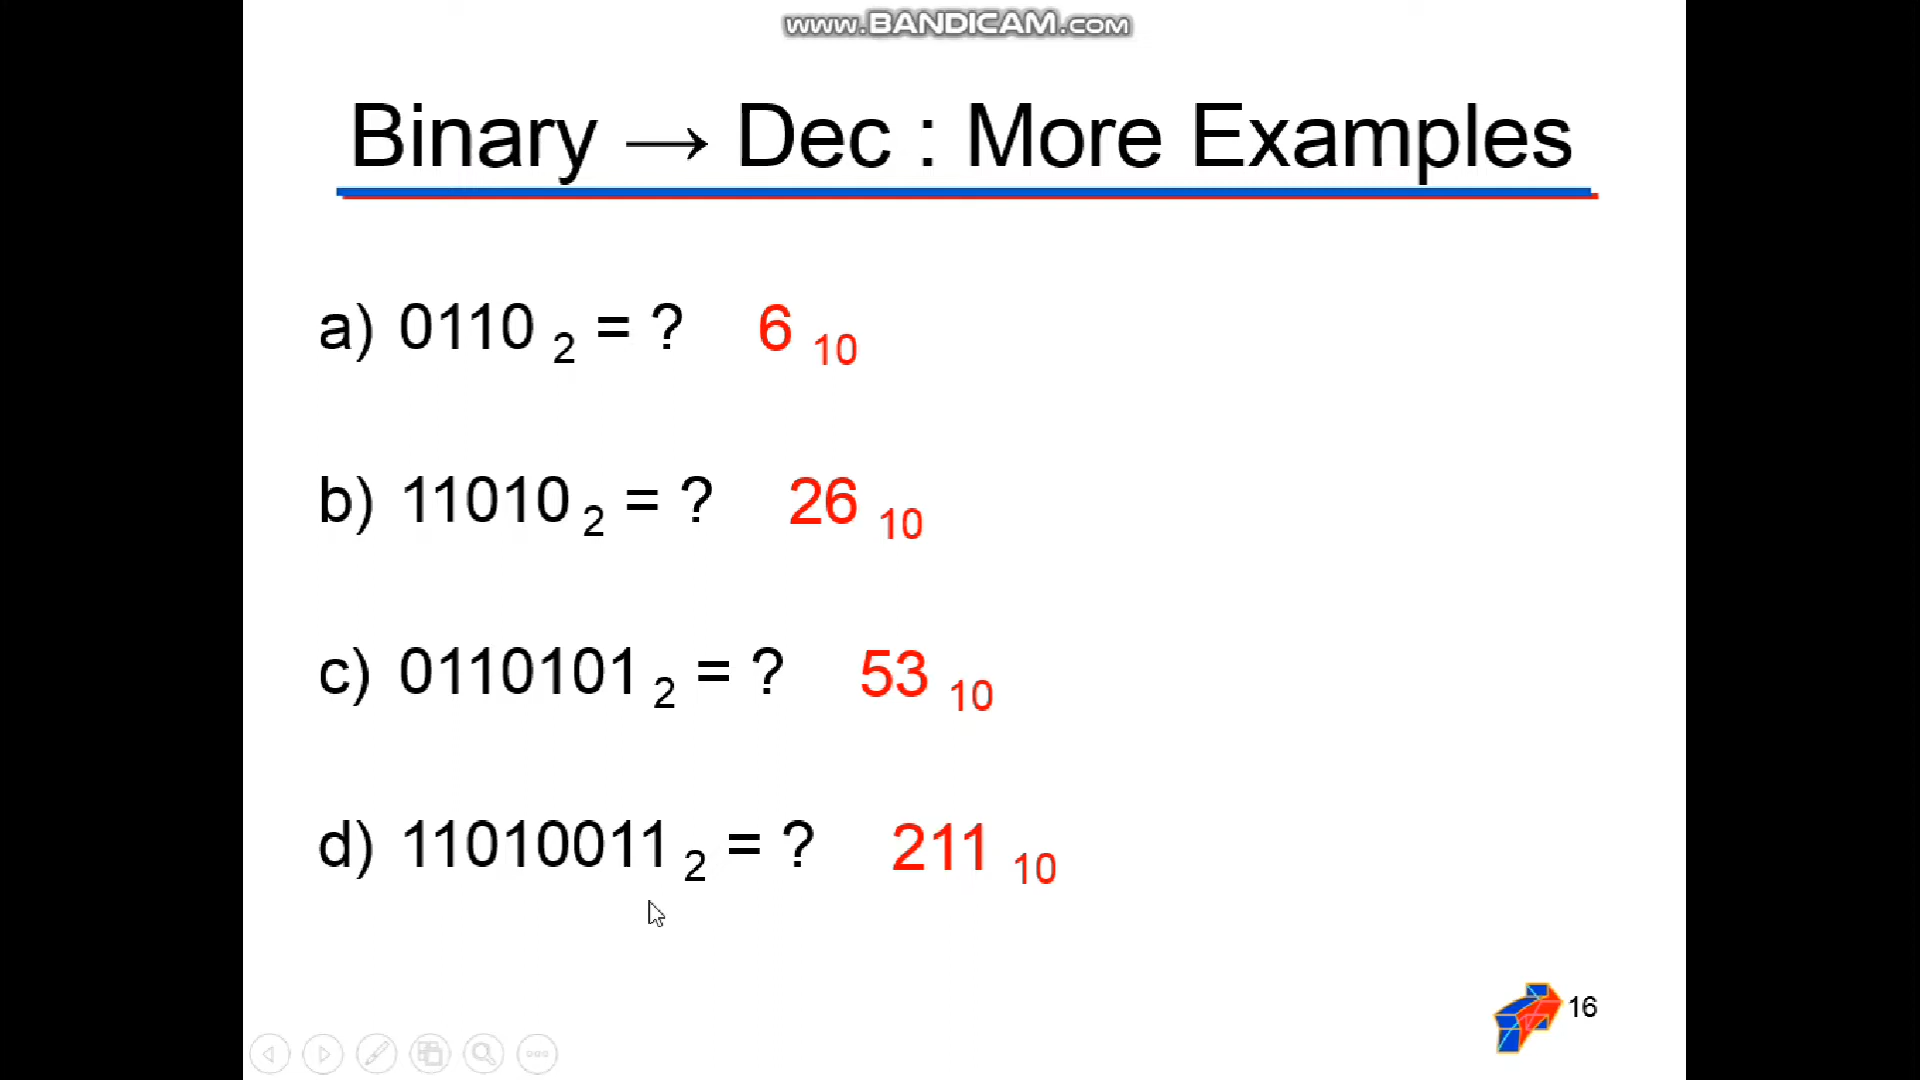 www.BANDICAM.com
Binary → Dec : More Examples
a) 0110 2 = ? 6 10
b) 11010 2 = ? 26 10
c) 0110101 2 = ? 53 10
d) 11010011 2 = ? 211 10
16